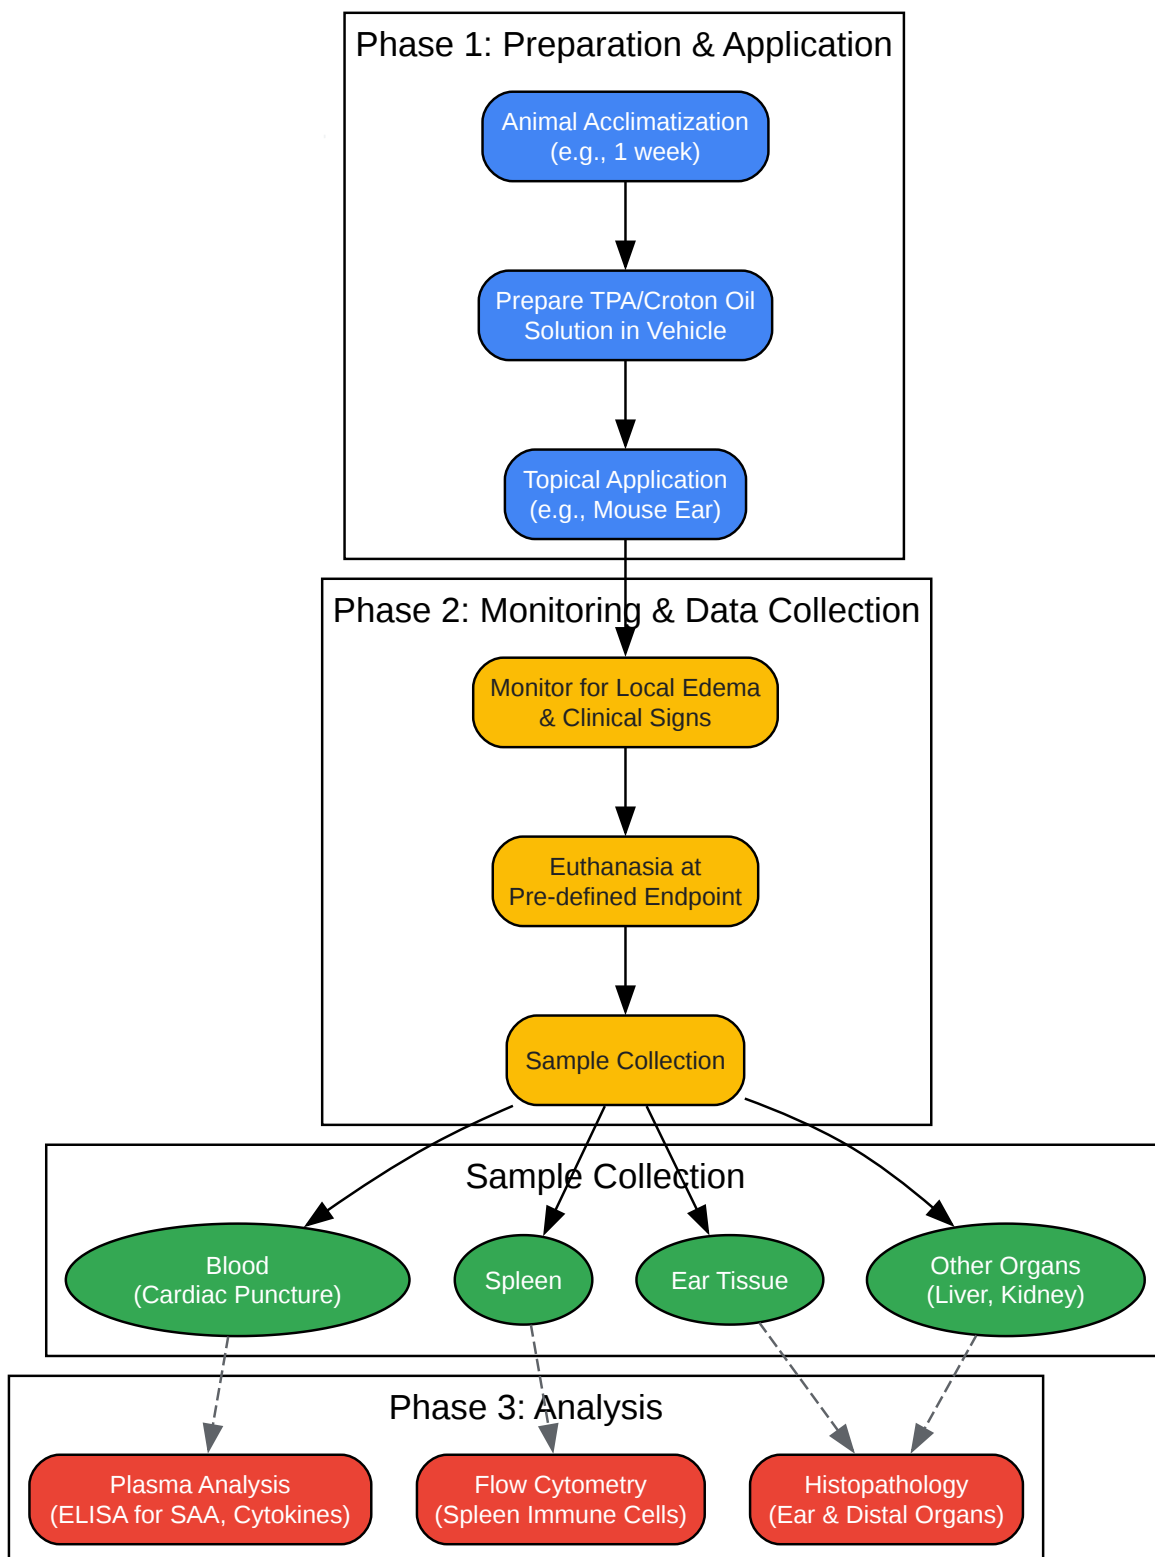 Phase 1: Preparation & Application
Animal Acclimatization
(e.g., 1 week)
Prepare TPA/Croton Oil
Solution in Vehicle
Topical Application
(e.g., Mouse Ear)
Phase 2: Monitoring & Data Collection
Monitor for Local Edema
& Clinical Signs
Euthanasia at
Pre-defined Endpoint
Sample Collection
Sample Collection
Blood
(Cardiac Puncture)
Spleen
Ear Tissue
Other Organs
(Liver, Kidney)
Phase 3: Analysis
Plasma Analysis
(ELISA for SAA, Cytokines)
Flow Cytometry
(Spleen Immune Cells)
Histopathology
(Ear & Distal Organs)